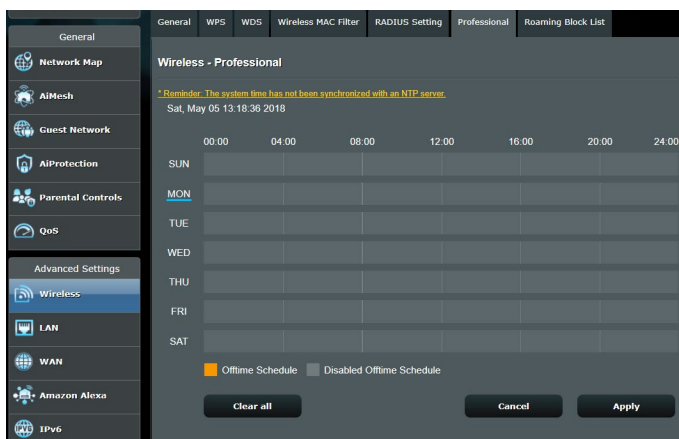 General
Network Map
AiMesh
Guest Network
AiProtection
Parental Controls
QoS
Advanced Settings
Wireless
LAN
WAN
Amazon Alexa
IPv6
General WPS WDS Wireless MAC Filter RADIUS Setting Professional Roaming Block List
Wireless - Professional
* Reminder: The system time has not been synchronized with an NTP server.
Sat, May 05 13:18:36 2018
00:00 04:00 08:00 12:00 16:00 20:00 24:00
SUN
MON
TUE
WED
THU
FRI
SAT
Offtime Schedule Disabled Offtime Schedule
Clear all Cancel Apply